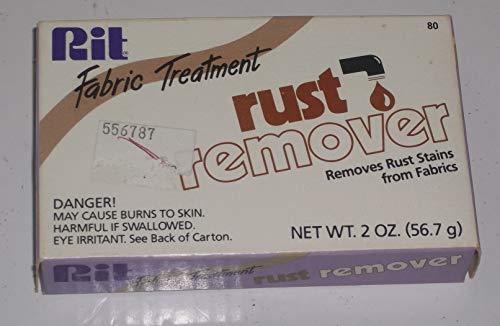 80
Rit
Fabric Treatment
rust
remover
556787
Removes Rust Stains
from Fabrics
DANGER!
MAY CAUSE BURNS TO SKIN.
HARMFUL IF SWALLOWED.
EYE IRRITANT. See Back of Carton.
NET WT. 2 OZ. (56.7 g)
Rit Fabric Treatment rust remover